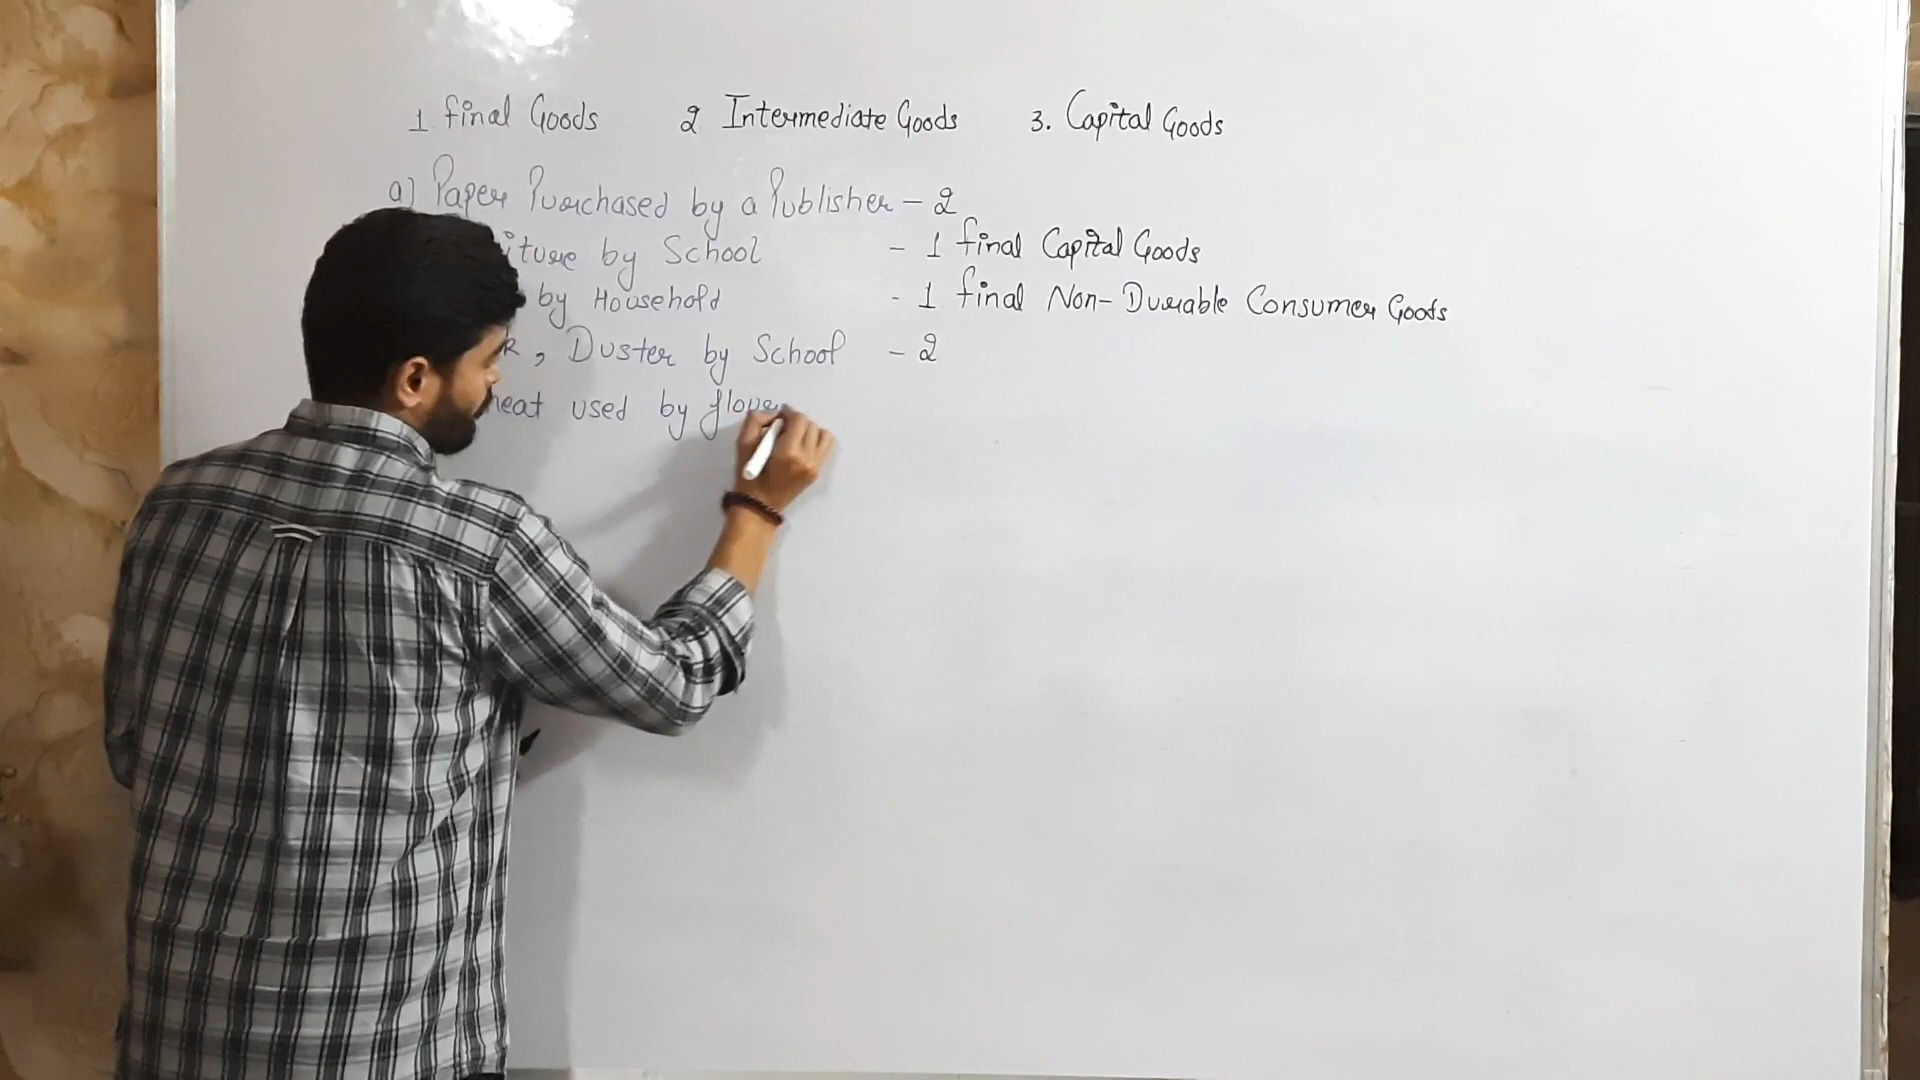 1 Final Goods 2 Intermediate Goods 3. Capital Goods
a) Paper Purchased by a Publisher - 2
iture by School - 1 Final Capital Goods
by Household - 1 Final Non-Durable Consumer Goods
, Duster by School - 2
heat used by flour